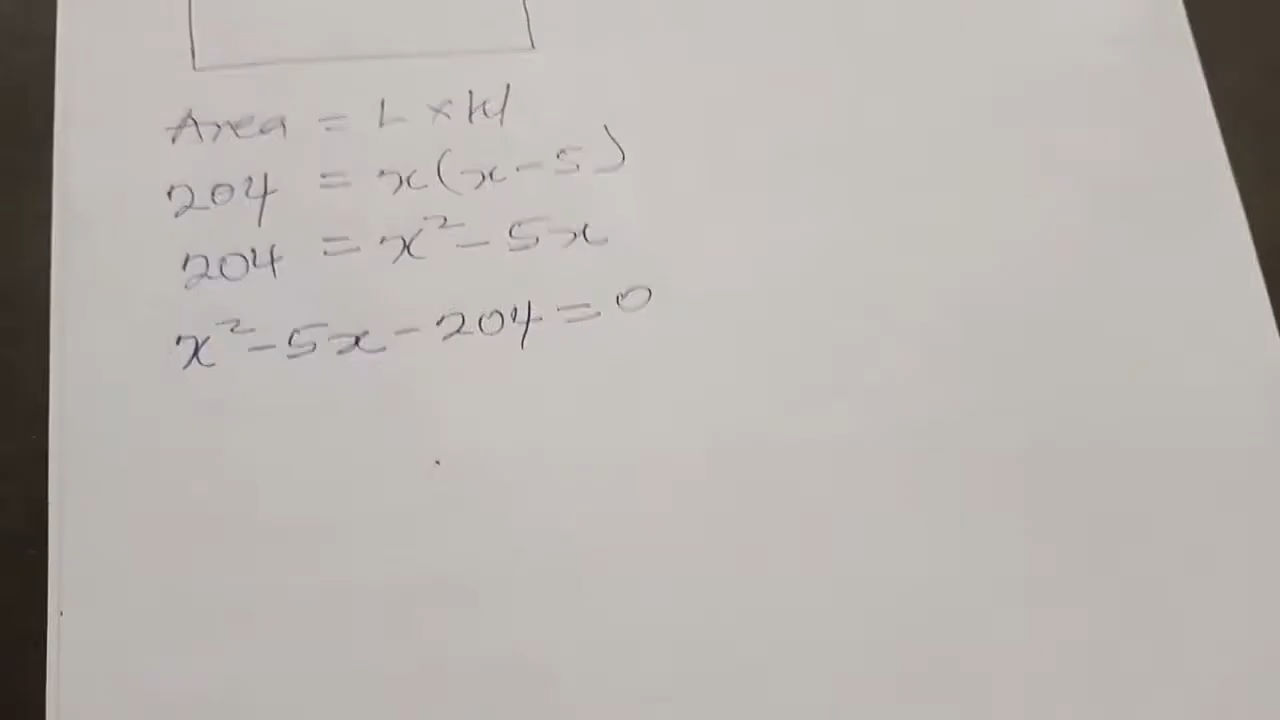 Area = L × W
204 = x(x - 5)
204 = x² - 5x
x² - 5x - 204 = 0